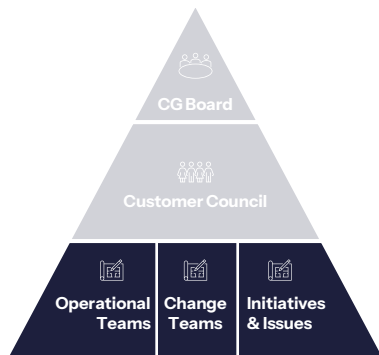 CG Board
Customer Council
Operational Teams
Change Teams
Initiatives & Issues